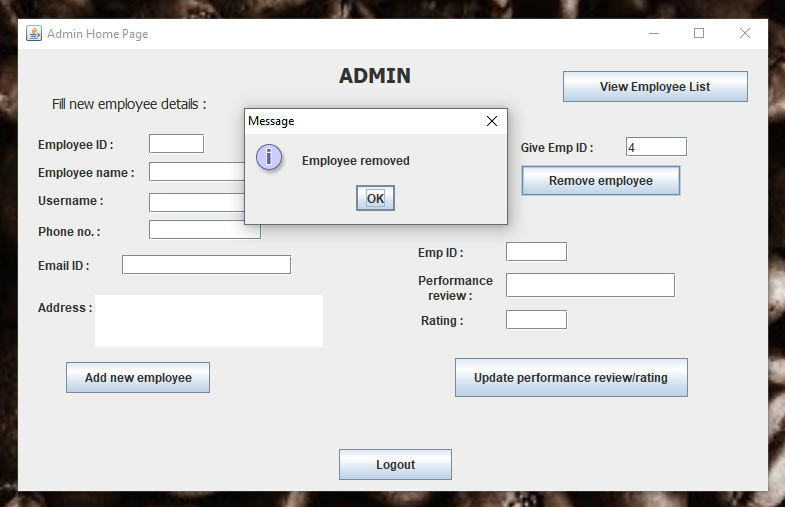 Admin Home Page
ADMIN
View Employee List
Fill new employee details :
Message
Employee removed
OK
Employee ID :
Give Emp ID :
4
Employee name :
Remove employee
Username :
Phone no. :
Emp ID :
Email ID :
Performance
review :
Address :
Rating :
Add new employee
Update performance review/rating
Logout